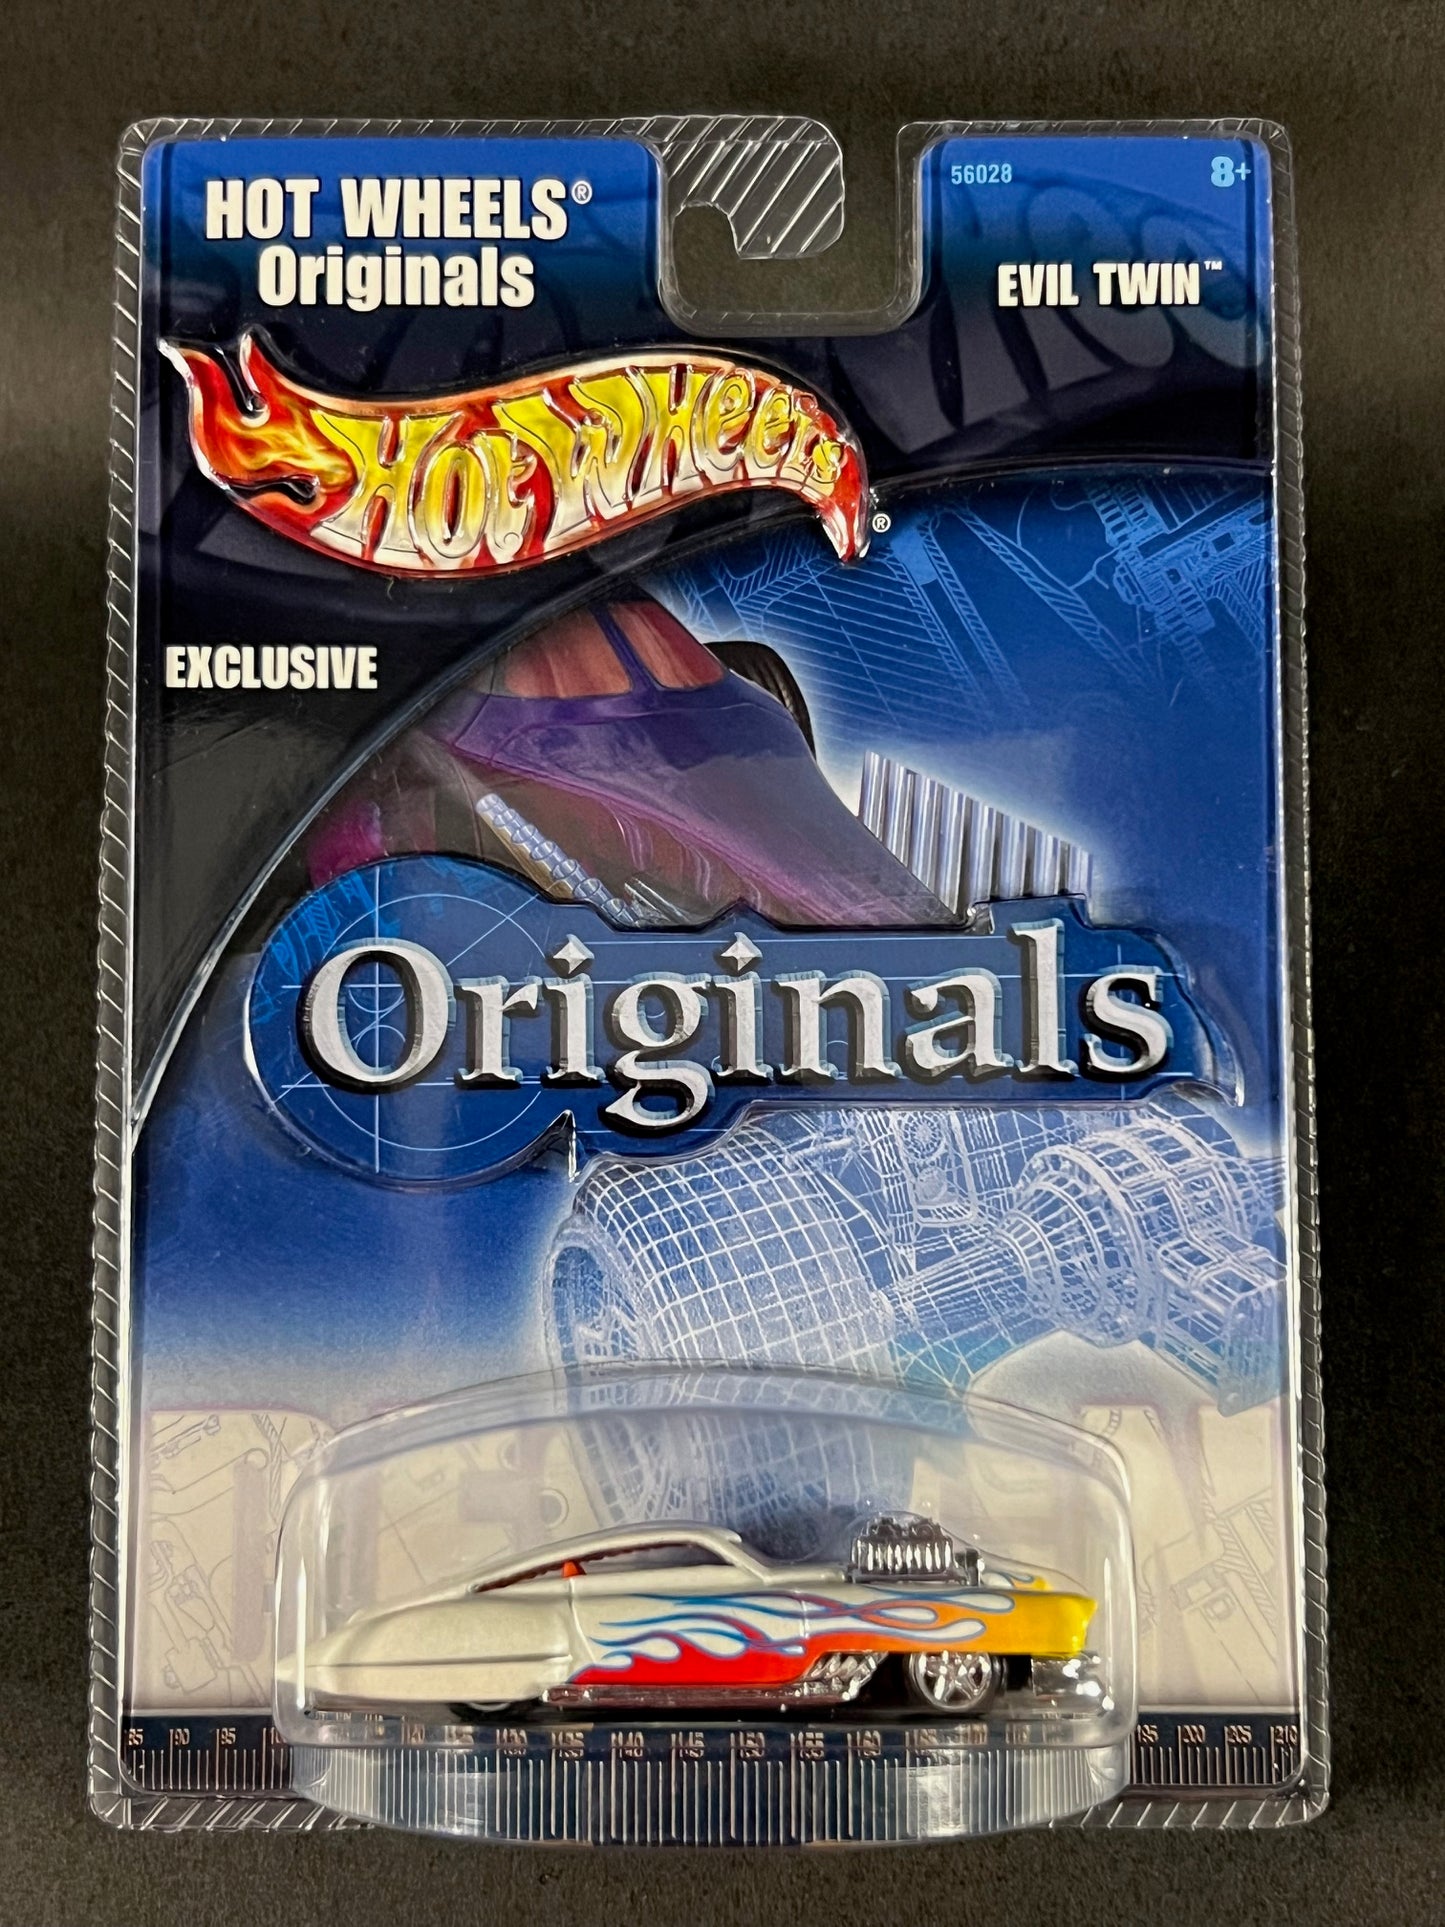 HOT WHEELS®
Originals
56028
8+
EVIL TWIN™
HOT WHEELS
®
EXCLUSIVE
Originals